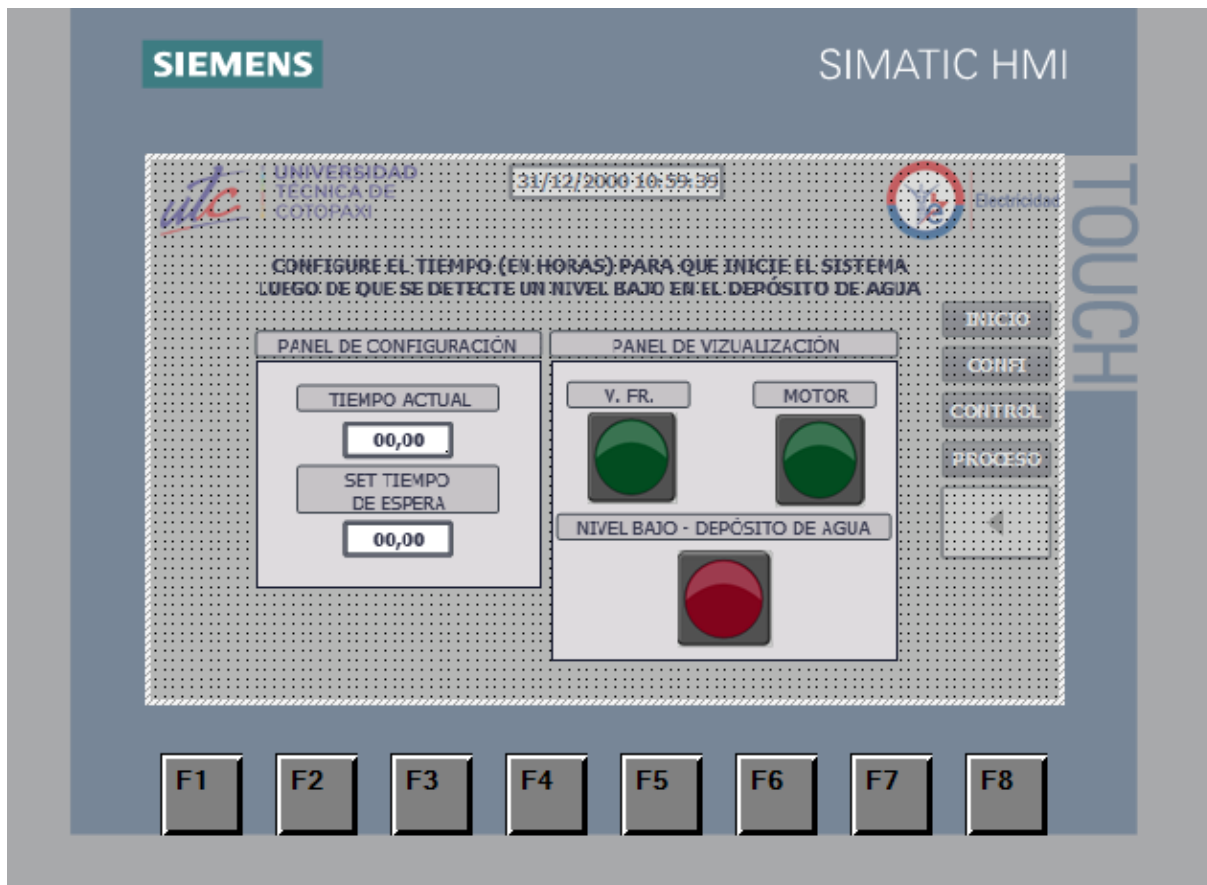 SIEMENS
SIMATIC HMI
TOUCH
UNIVERSIDAD
TÉCNICA DE
COTOPAXI
utc
31/12/2000 10:59:39
e
Electricidad
CONFIGURE EL TIEMPO (EN HORAS) PARA QUE INICIE EL SISTEMA
LUEGO DE QUE SE DETECTE UN NIVEL BAJO EN EL DEPÓSITO DE AGUA
PANEL DE CONFIGURACIÓN
TIEMPO ACTUAL
00,00
SET TIEMPO
DE ESPERA
00,00
PANEL DE VIZUALIZACIÓN
V. FR.
MOTOR
NIVEL BAJO - DEPÓSITO DE AGUA
INICIO
CONFI
CONTROL
PROCESO
F1
F2
F3
F4
F5
F6
F7
F8